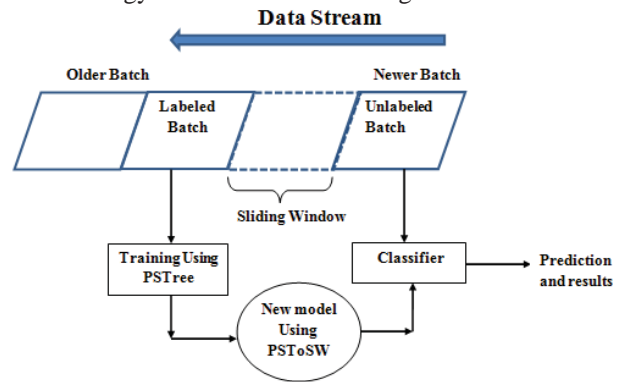 Data Stream
Older Batch
Newer Batch
Labeled
Batch
Unlabeled
Batch
Sliding Window
Training Using
PSTree
Classifier
Prediction
and results
New model
Using
PSToSW